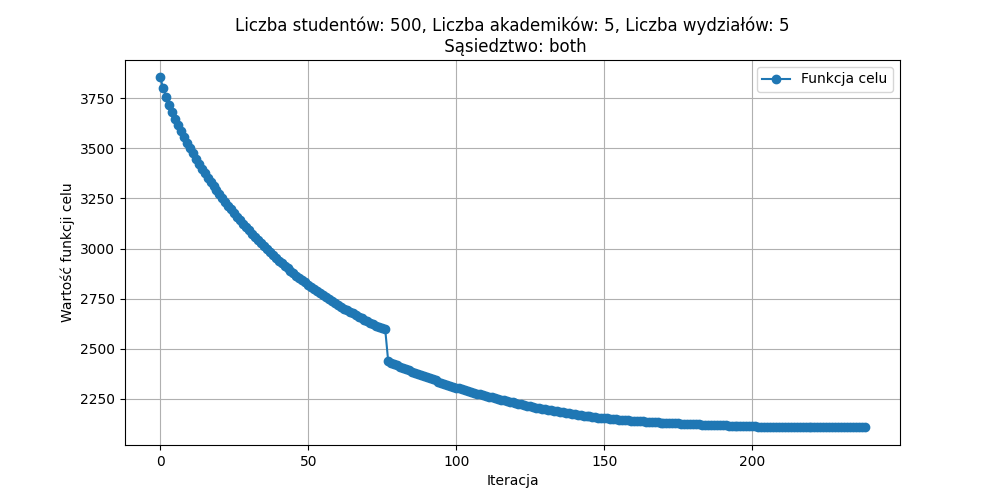 Liczba studentów: 500, Liczba akademików: 5, Liczba wydziałów: 5
Sąsiedztwo: both
Funkcja celu
Wartość funkcji celu
3750
3500
3250
3000
2750
2500
2250
0 50 100 150 200
Iteracja